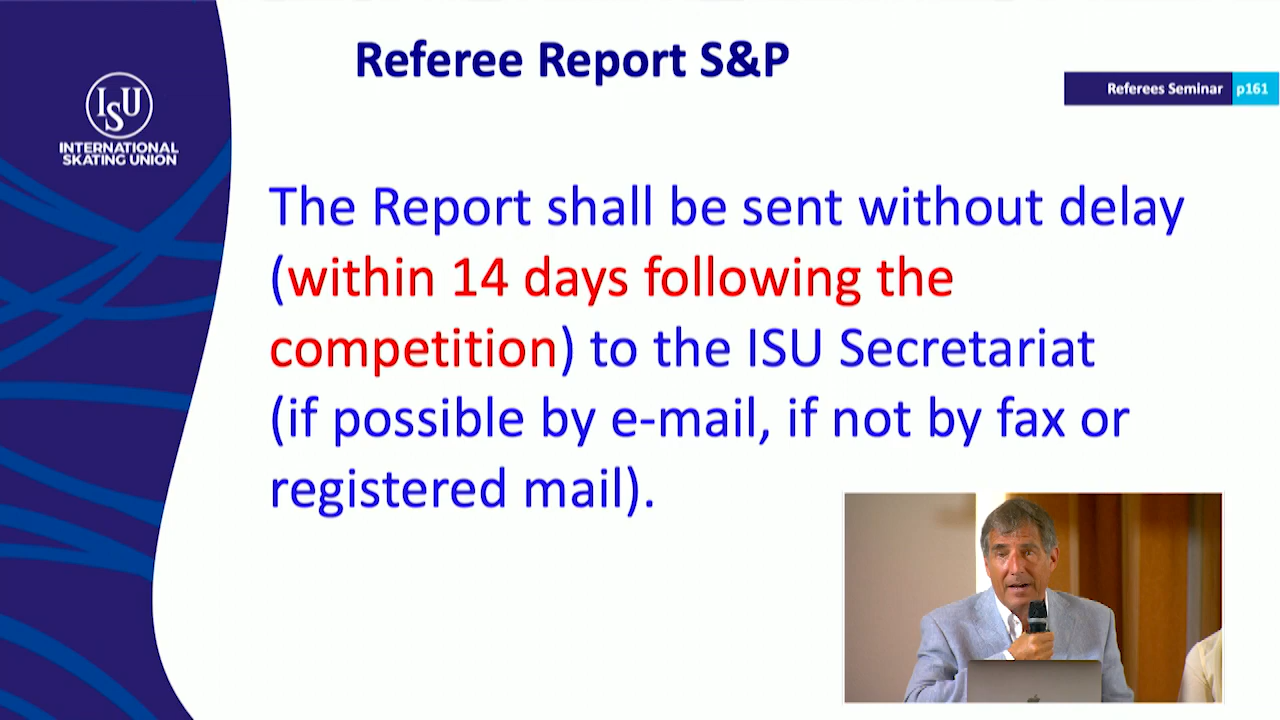 Referee Report S&P
Referees Seminar p161
ISU
INTERNATIONAL
SKATING UNION
The Report shall be sent without delay
(within 14 days following the
competition) to the ISU Secretariat
(if possible by e-mail, if not by fax or
registered mail).